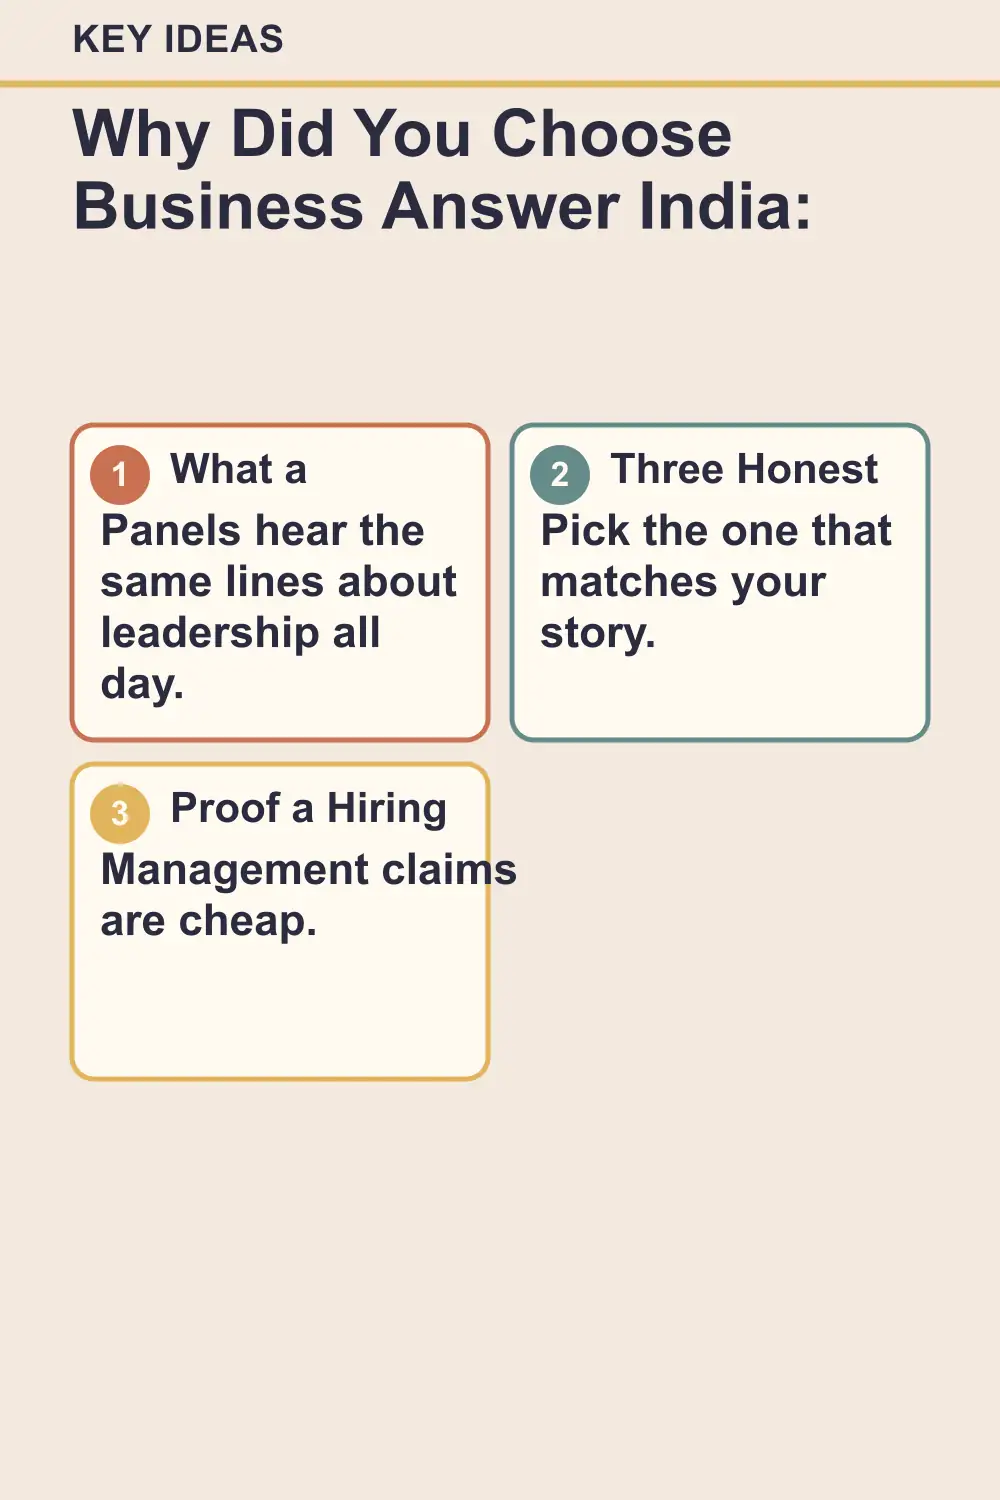 KEY IDEAS
Why Did You Choose
Business Answer India:
1 What a
Panels hear the
same lines about
leadership all
day.
2 Three Honest
Pick the one that
matches your
story.
3 Proof a Hiring
Management claims
are cheap.